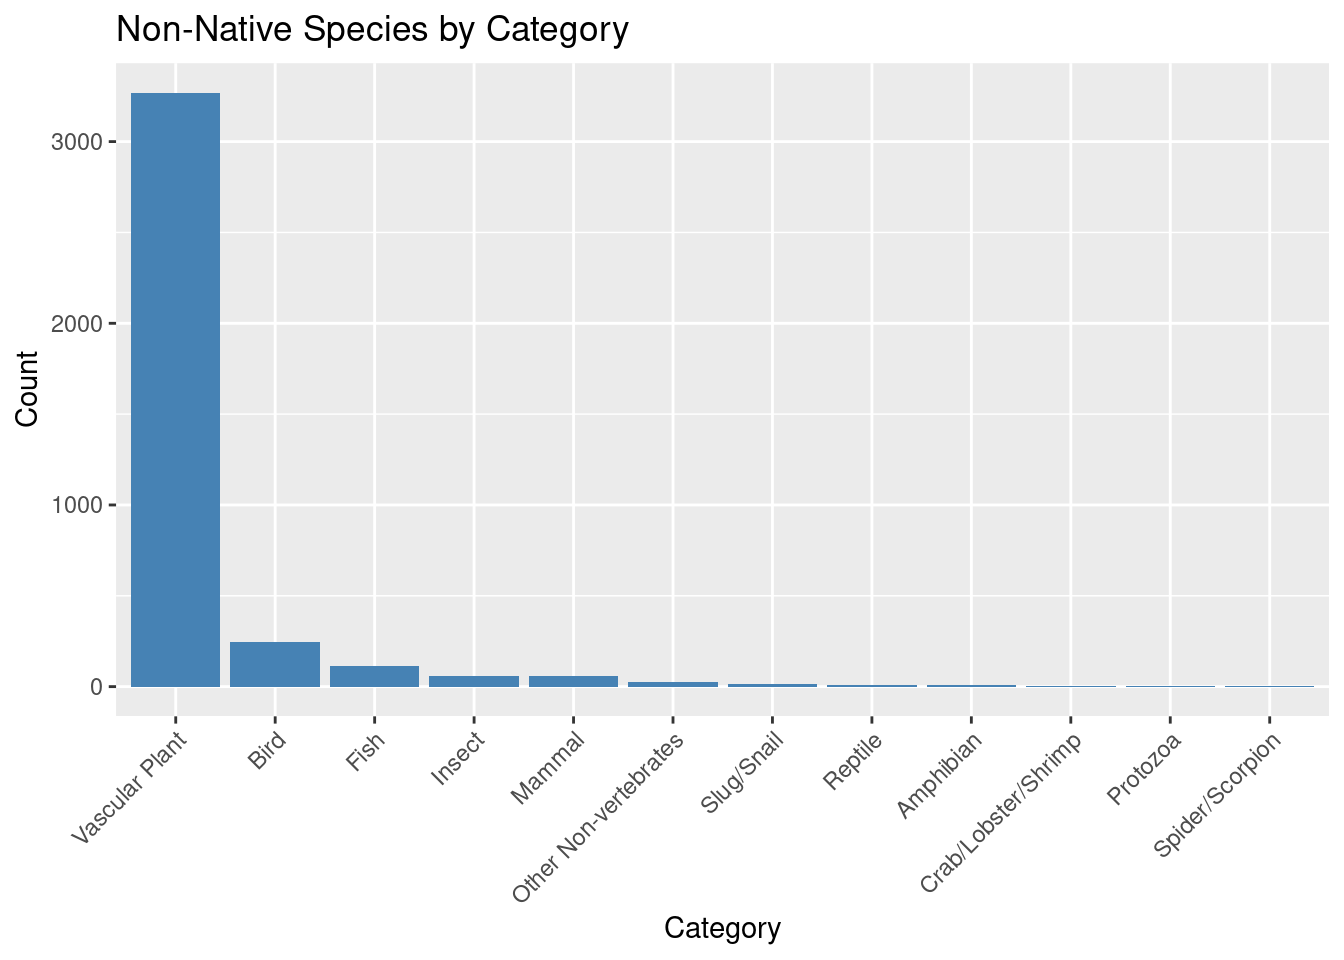 Non-Native Species by Category
Count
3000
2000
1000
0
Vascular Plant
Bird
Fish
Insect
Mammal
Other Non-vertebrates
Slug/Snail
Reptile
Amphibian
Crab/Lobster/Shrimp
Protozoa
Spider/Scorpion
Category